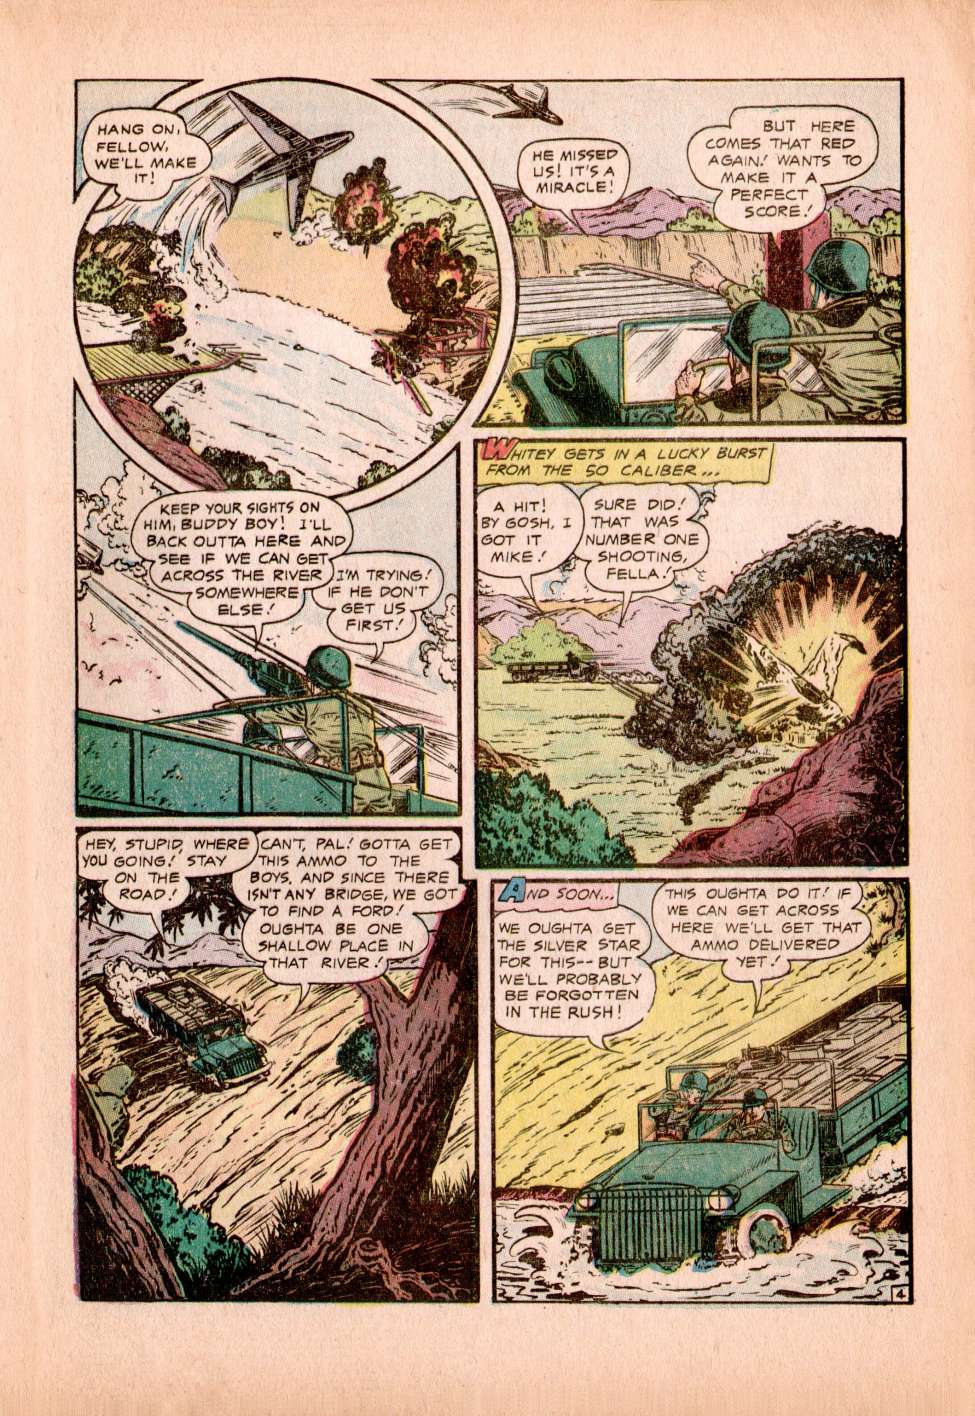 HANG ON,
FELLOW,
WE'LL MAKE
IT!
HE MISSED
US! IT'S A
MIRACLE!
BUT HERE
COMES THAT RED
AGAIN! WANTS TO
MAKE IT A
PERFECT
SCORE!
KEEP YOUR SIGHTS ON
HIM, BUDDY BOY! I'LL
BACK OUTTA HERE AND
SEE IF WE CAN GET
ACROSS THE RIVER
SOMEWHERE
ELSE!
I'M TRYING!
IF HE DON'T
GET US
FIRST!
WHITEY GETS IN A LUCKY BURST
FROM THE 50 CALIBER...
A HIT!
BY GOSH, I
GOT IT
MIKE!
SURE DID!
THAT WAS
NUMBER ONE
SHOOTING,
FELLA!
HEY, STUPID, WHERE
YOU GOING! STAY
ON THE
ROAD!
CAN'T, PAL! GOTTA GET
THIS AMMO TO THE
BOYS, AND SINCE THERE
ISN'T ANY BRIDGE, WE GOT
TO FIND A FORD!
OUGHTA BE ONE
SHALLOW PLACE IN
THAT RIVER!
AND SOON...
WE OUGHTA GET
THE SILVER STAR
FOR THIS-- BUT
WE'LL PROBABLY
BE FORGOTTEN
IN THE RUSH!
THIS OUGHTA DO IT! IF
WE CAN GET ACROSS
HERE WE'LL GET THAT
AMMO DELIVERED
YET!
4